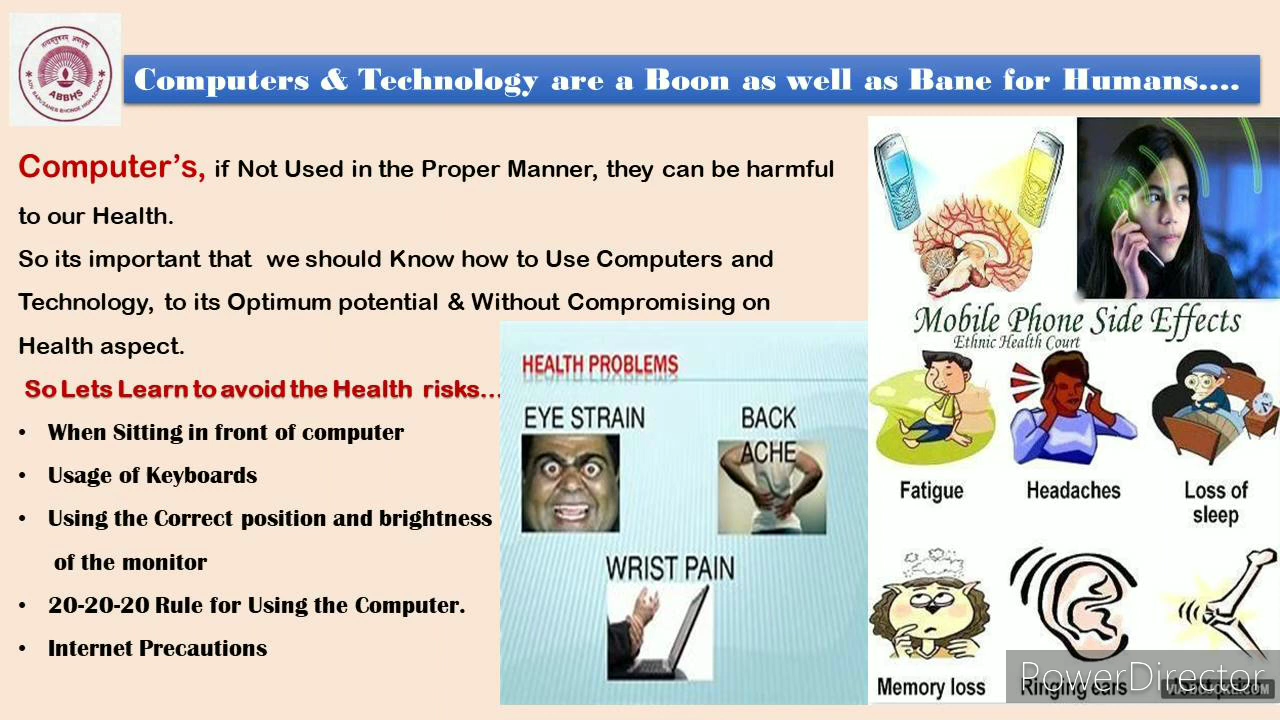 ABBHS
Computers & Technology are a Boon as well as Bane for Humans....
Computer's, if Not Used in the Proper Manner, they can be harmful
to our Health.
So its important that we should Know how to Use Computers and
Technology, to its Optimum potential & Without Compromising on
Health aspect.
So Lets Learn to avoid the Health risks...
• When Sitting in front of computer
• Usage of Keyboards
• Using the Correct position and brightness
of the monitor
• 20-20-20 Rule for Using the Computer.
• Internet Precautions
HEALTH PROBLEMS
EYE STRAIN
BACK
ACHE
WRIST PAIN
Mobile Phone Side Effects
Ethnic Health Court
Fatigue
Headaches
Loss of
sleep
Memory loss
Ringing ears
PowerDirector